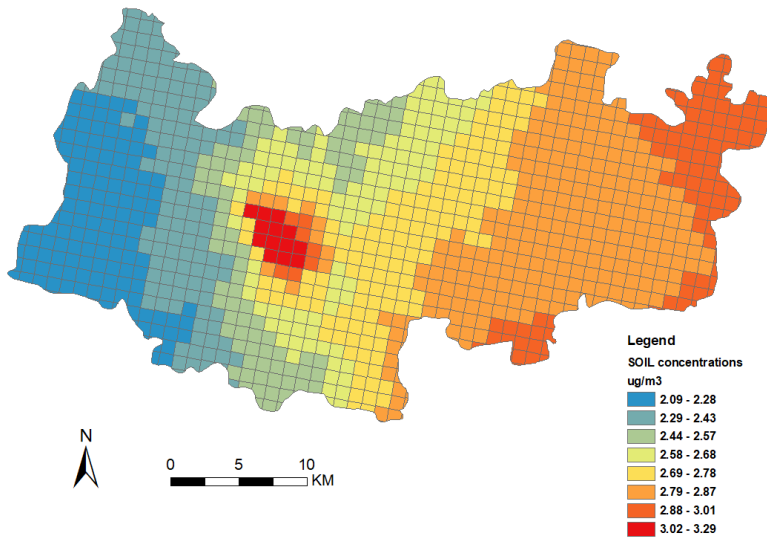 Legend
SOIL concentrations
ug/m3
2.09 - 2.28
2.29 - 2.43
2.44 - 2.57
2.58 - 2.68
2.69 - 2.78
2.79 - 2.87
2.88 - 3.01
3.02 - 3.29
N
0 5 10
KM